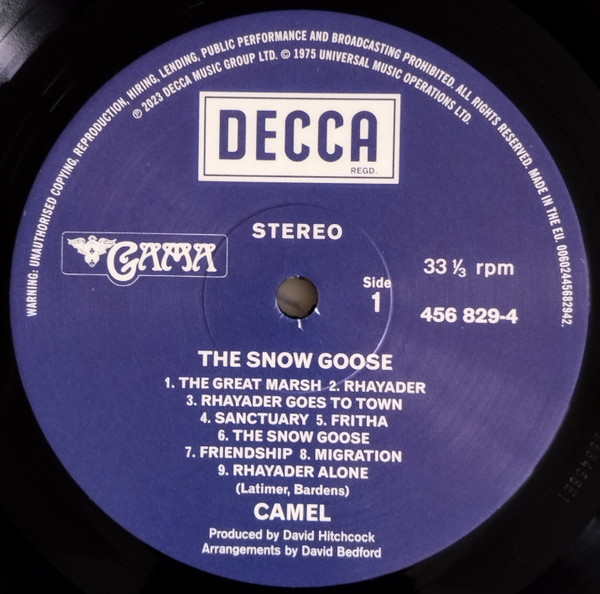 WARNING: UNAUTHORISED COPYING, REPRODUCTION, HIRING, LENDING, PUBLIC PERFORMANCE AND BROADCASTING PROHIBITED. ALL RIGHTS RESERVED. MADE IN THE EU. 00602445682942.
℗ 2023 DECCA MUSIC GROUP LTD. © 1975 UNIVERSAL MUSIC OPERATIONS LTD.
DECCA
REGD.
STEREO
GAMA
33 ⅓ rpm
Side
1
456 829-4
THE SNOW GOOSE
1. THE GREAT MARSH 2. RHAYADER
3. RHAYADER GOES TO TOWN
4. SANCTUARY 5. FRITHA
6. THE SNOW GOOSE
7. FRIENDSHIP 8. MIGRATION
9. RHAYADER ALONE
(Latimer, Bardens)
CAMEL
Produced by David Hitchcock
Arrangements by David Bedford